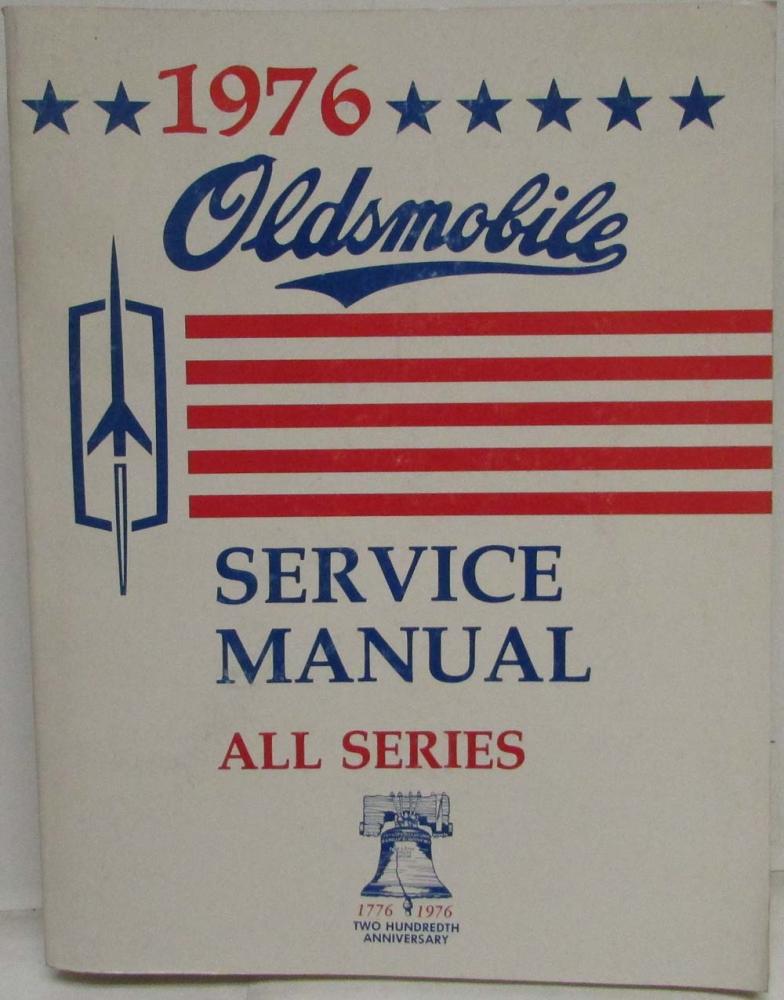 1976
Oldsmobile
SERVICE
MANUAL
ALL SERIES
1776 1976
TWO HUNDREDTH
ANNIVERSARY